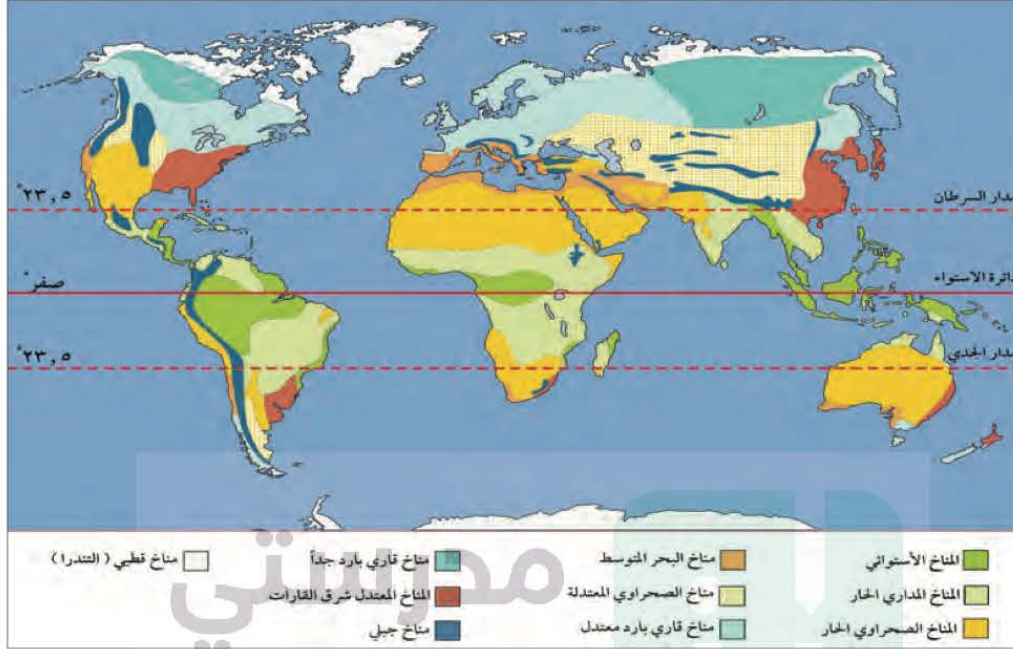 ٢٣,٥°
مدار السرطان
صفر°
دائرة الاستواء
٢٣,٥°
مدار الجدي
المناخ الأستوائي
مناخ البحر المتوسط
مناخ قاري بارد جداً
مناخ قطبي (التندرا)
المناخ المداري الحار
مناخ الصحراوي المعتدلة
المناخ المعتدل شرق القارات
المناخ الصحراوي الحار
مناخ قاري بارد معتدل
مناخ جبلي
مدرستي